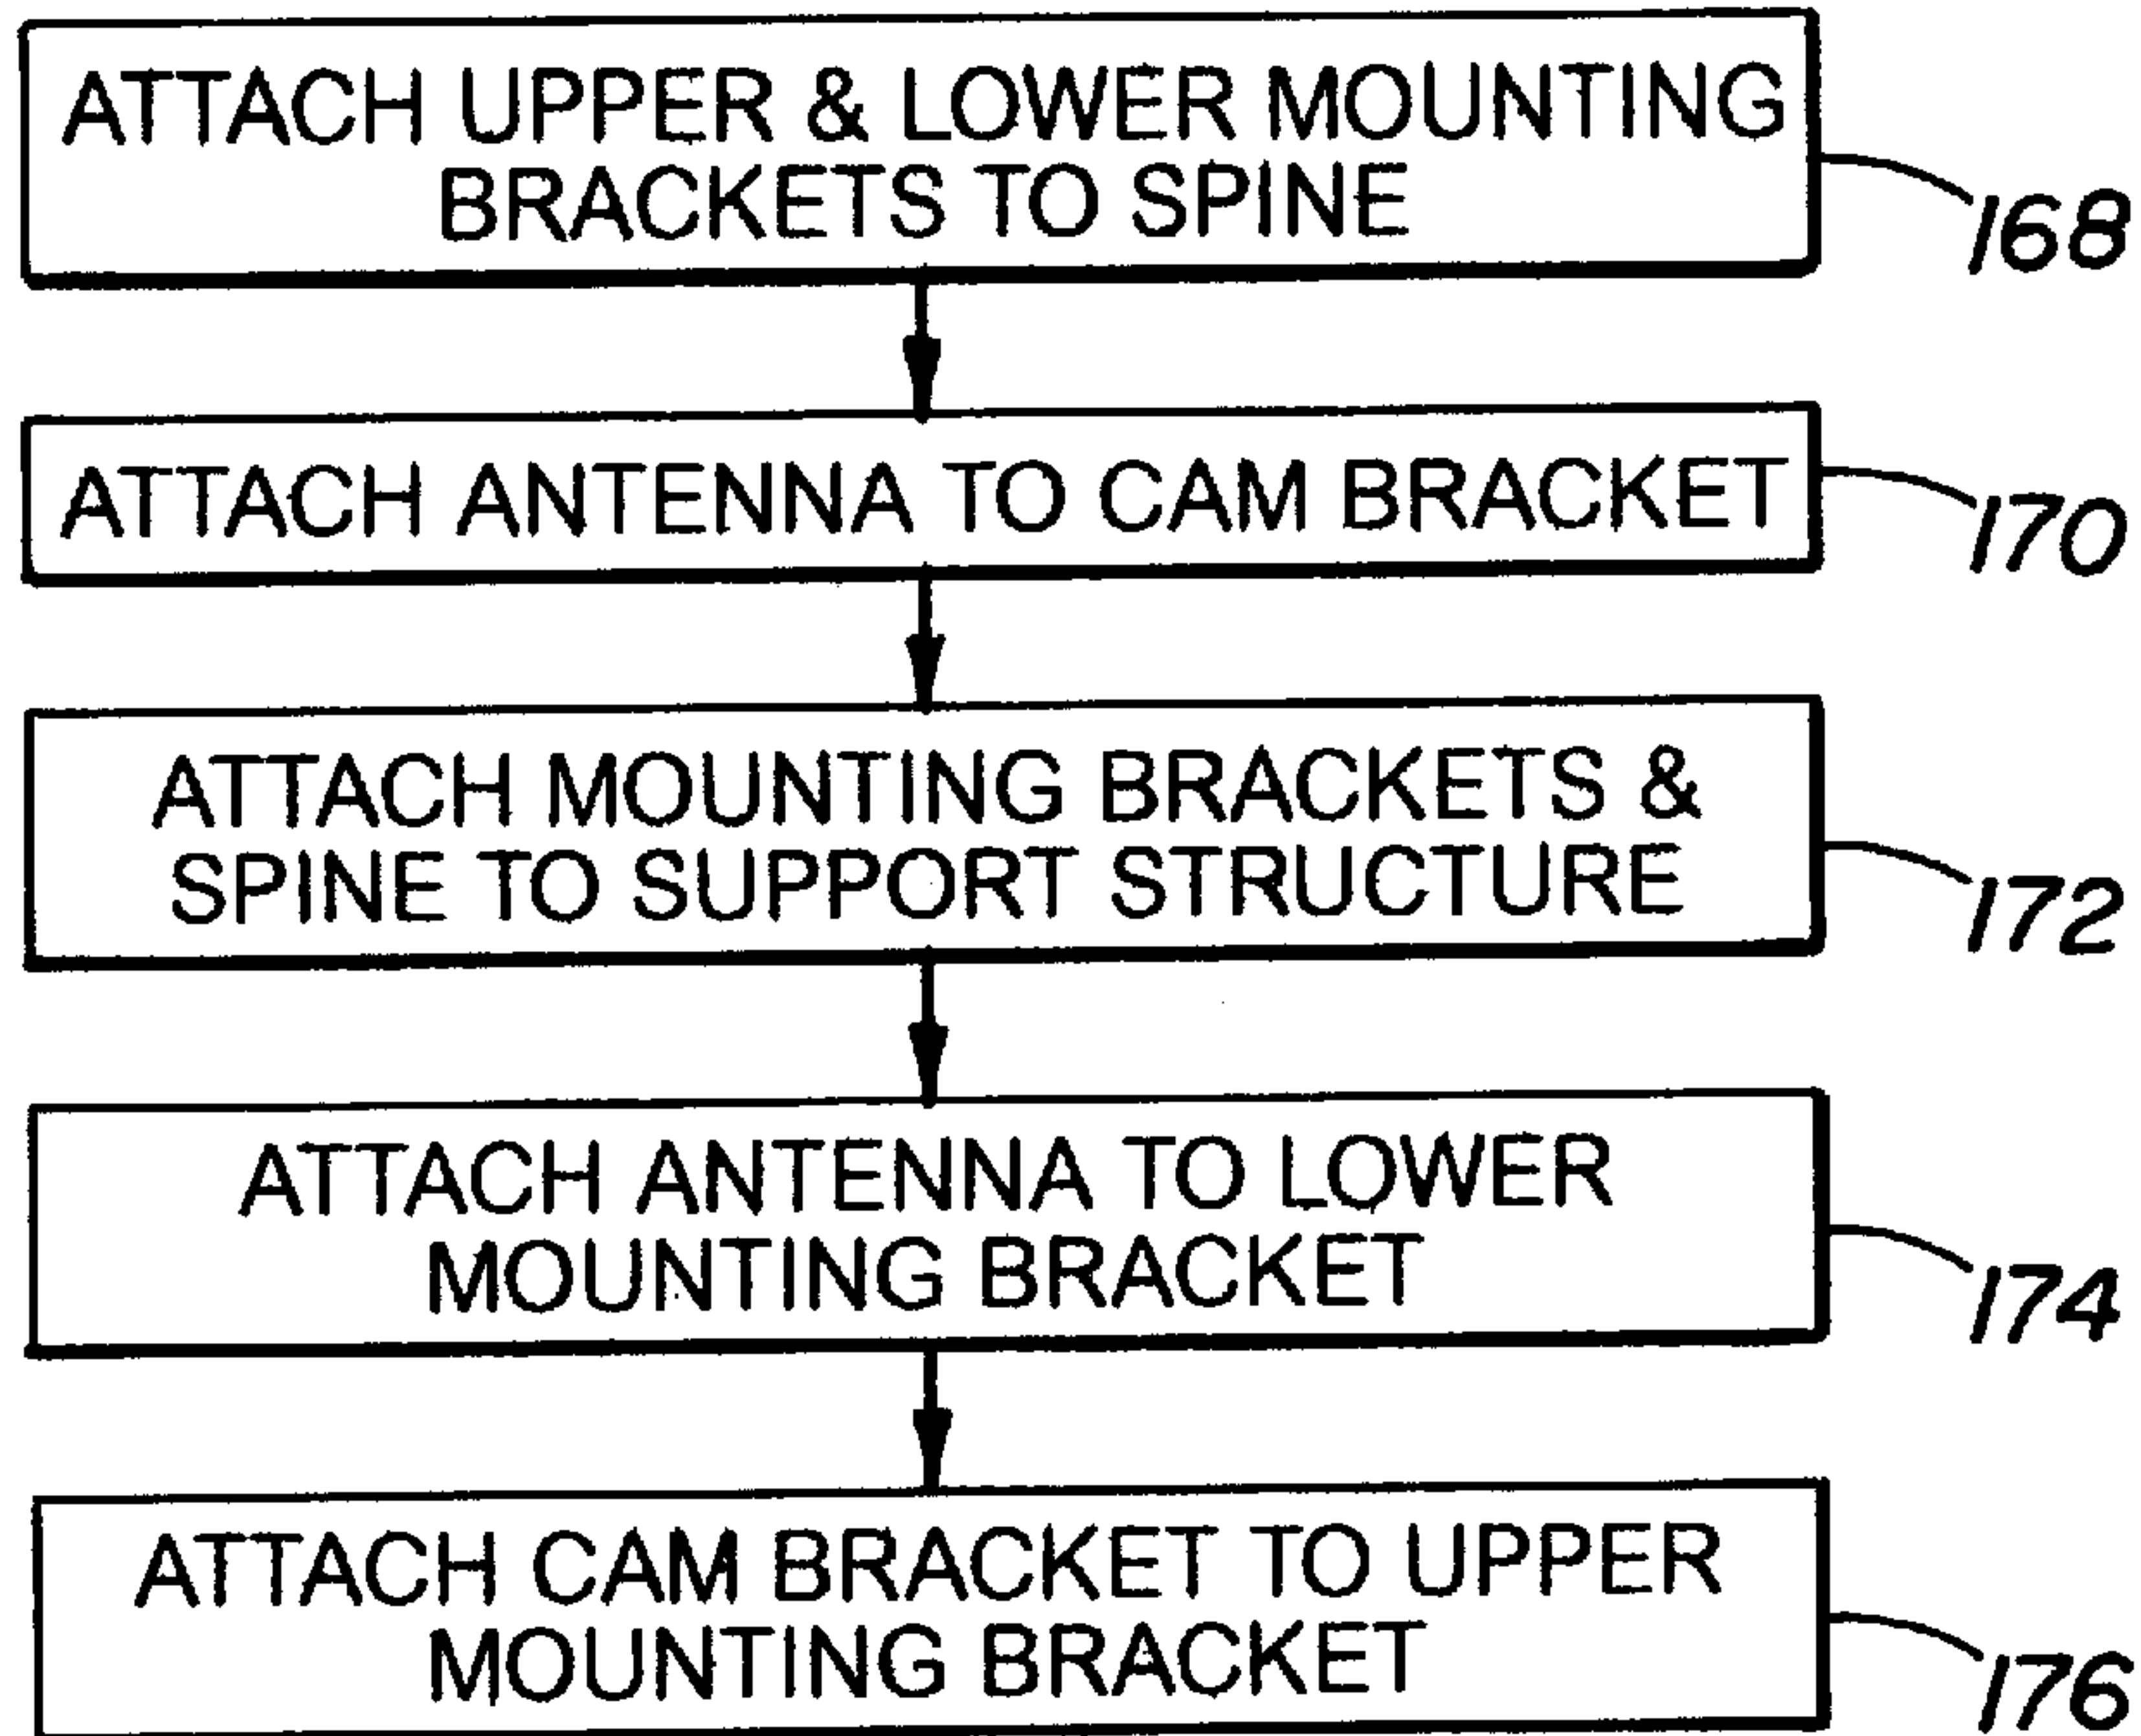 ATTACH UPPER & LOWER MOUNTING
BRACKETS TO SPINE
168
ATTACH ANTENNA TO CAM BRACKET
170
ATTACH MOUNTING BRACKETS &
SPINE TO SUPPORT STRUCTURE
172
ATTACH ANTENNA TO LOWER
MOUNTING BRACKET
174
ATTACH CAM BRACKET TO UPPER
MOUNTING BRACKET
176